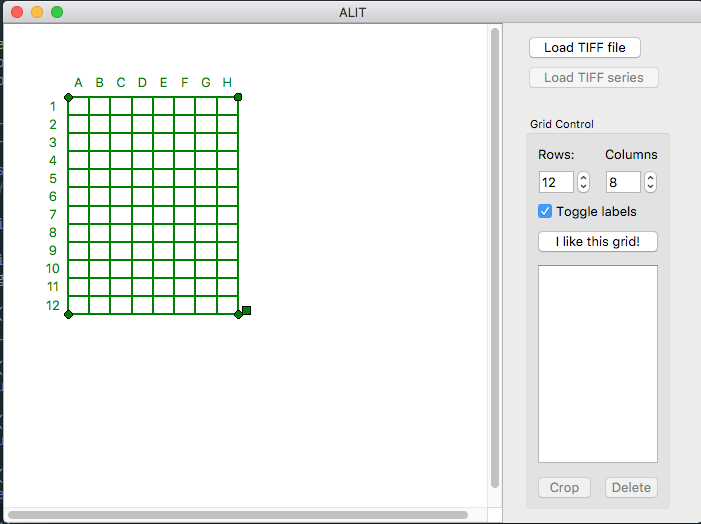 ALIT
Load TIFF file
Load TIFF series
A B C D E F G H
1
2
3
4
5
6
7
8
9
10
11
12
Grid Control
Rows: Columns
12 8
Toggle labels
I like this grid!
Crop Delete